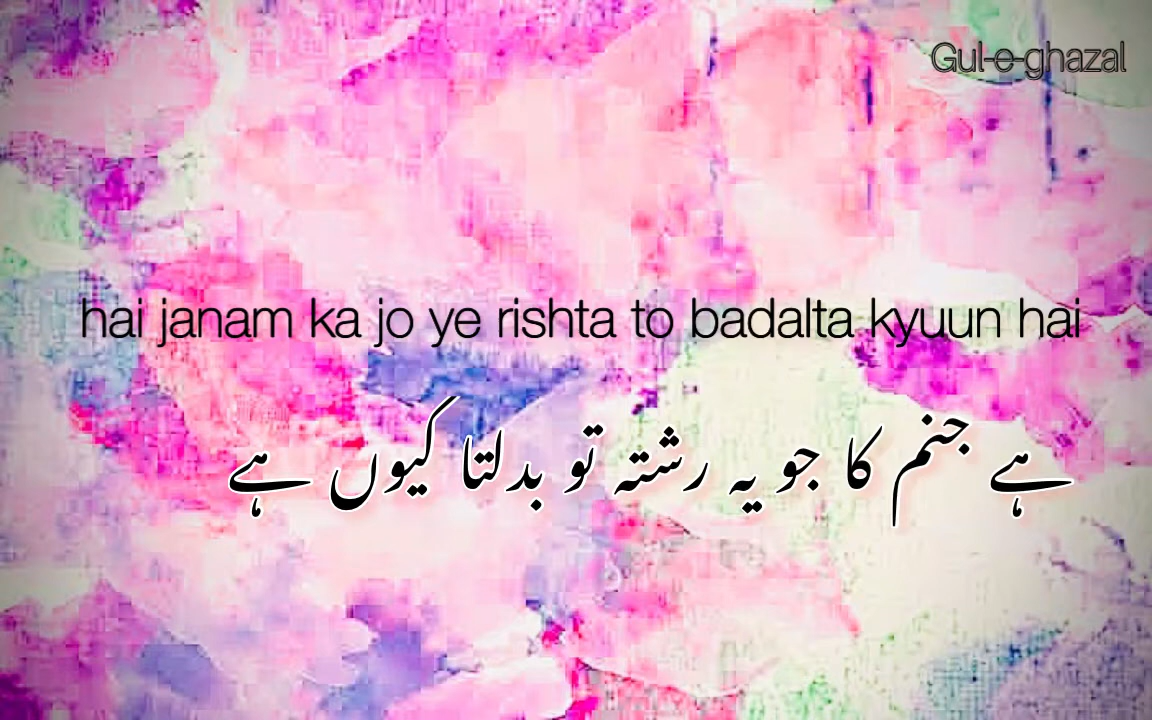 Gul-e-ghazal
hai janam ka jo ye rishta to badalta kyuun hai
ہے جنم کا جو یہ رشتہ تو بدلتا کیوں ہے